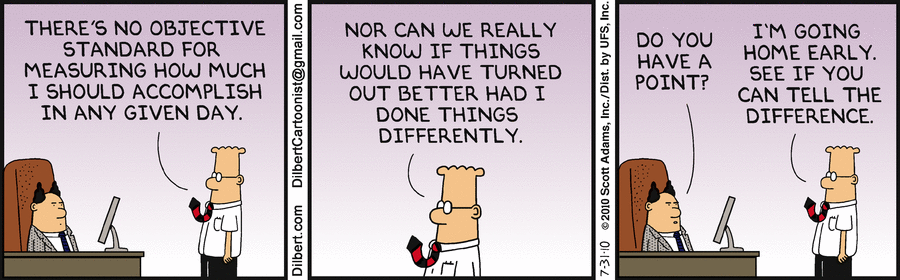 THERE'S NO OBJECTIVE
STANDARD FOR
MEASURING HOW MUCH
I SHOULD ACCOMPLISH
IN ANY GIVEN DAY.
Dilbert.com DilbertCartoonist@gmail.com
NOR CAN WE REALLY
KNOW IF THINGS
WOULD HAVE TURNED
OUT BETTER HAD I
DONE THINGS
DIFFERENTLY.
7-31-10 © 2010 Scott Adams, Inc./Dist. by UFS, Inc.
DO YOU
HAVE A
POINT?
I'M GOING
HOME EARLY.
SEE IF YOU
CAN TELL THE
DIFFERENCE.